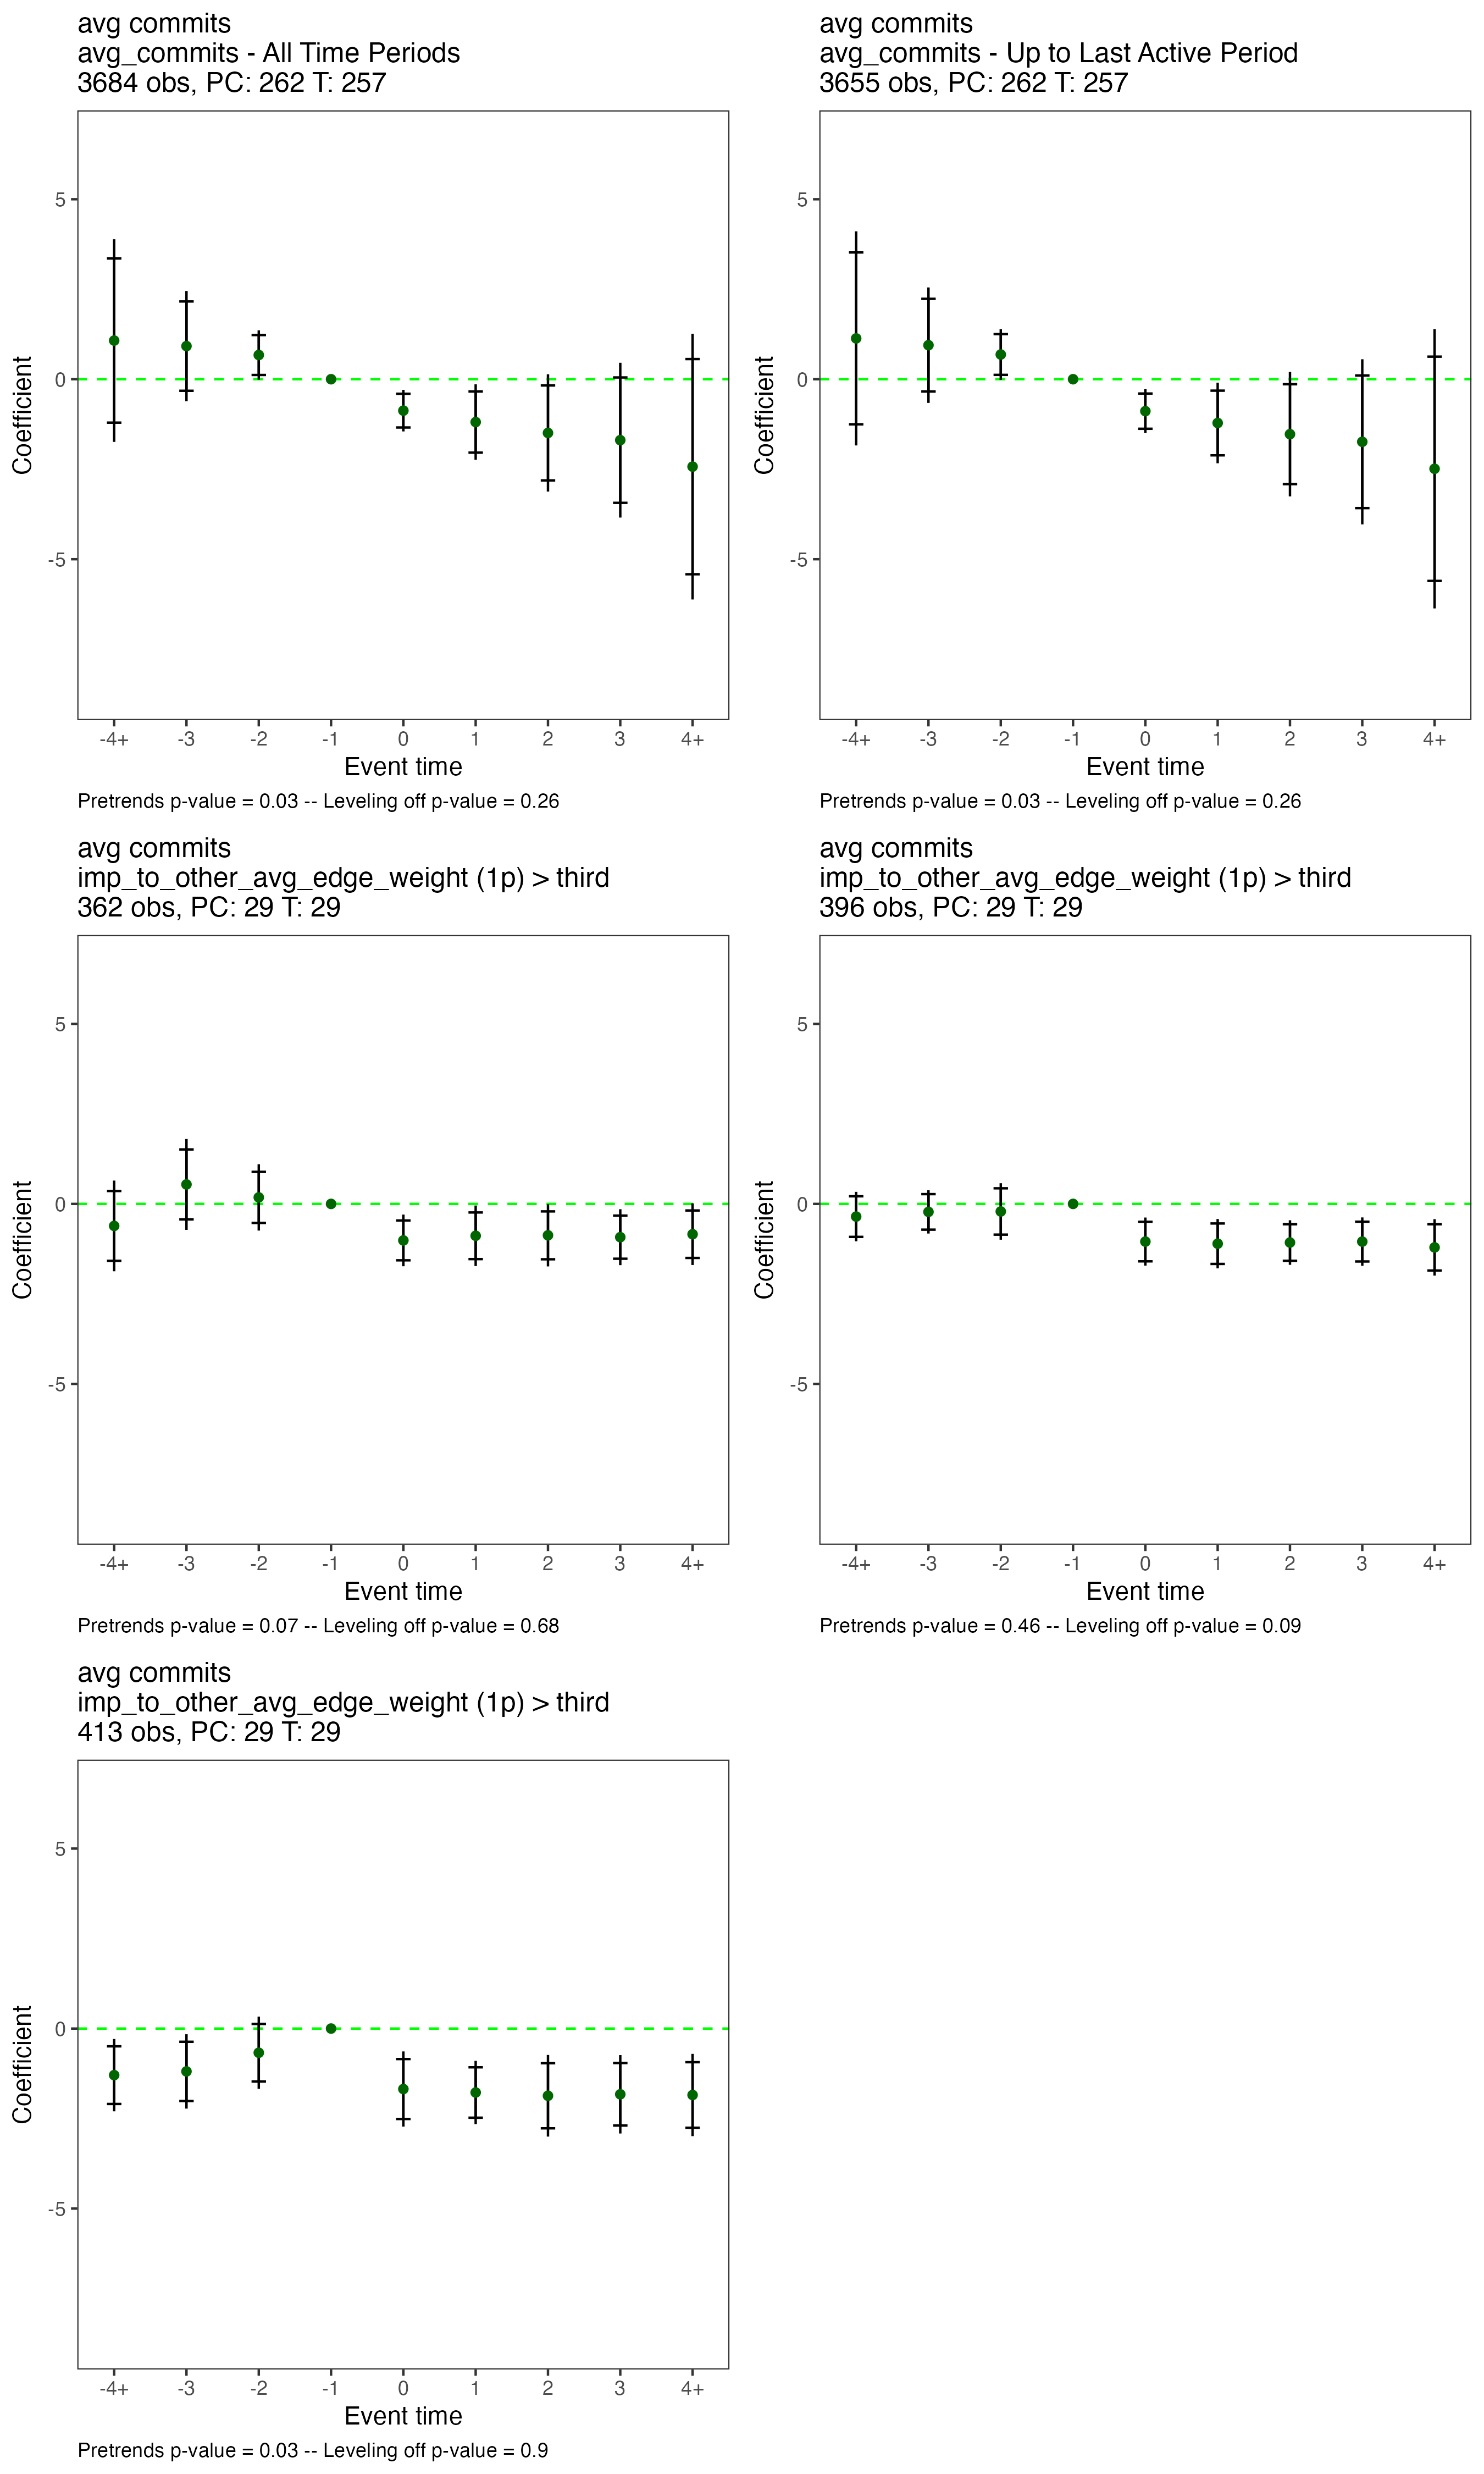 avg commits
avg_commits - All Time Periods
3684 obs, PC: 262 T: 257
Coefficient
5
0
-5
-4+ -3 -2 -1 0 1 2 3 4+
Event time
Pretrends p-value = 0.03 -- Leveling off p-value = 0.26
avg commits
avg_commits - Up to Last Active Period
3655 obs, PC: 262 T: 257
Coefficient
5
0
-5
-4+ -3 -2 -1 0 1 2 3 4+
Event time
Pretrends p-value = 0.03 -- Leveling off p-value = 0.26
avg commits
imp_to_other_avg_edge_weight (1p) > third
362 obs, PC: 29 T: 29
Coefficient
5
0
-5
-4+ -3 -2 -1 0 1 2 3 4+
Event time
Pretrends p-value = 0.07 -- Leveling off p-value = 0.68
avg commits
imp_to_other_avg_edge_weight (1p) > third
396 obs, PC: 29 T: 29
Coefficient
5
0
-5
-4+ -3 -2 -1 0 1 2 3 4+
Event time
Pretrends p-value = 0.46 -- Leveling off p-value = 0.09
avg commits
imp_to_other_avg_edge_weight (1p) > third
413 obs, PC: 29 T: 29
Coefficient
5
0
-5
-4+ -3 -2 -1 0 1 2 3 4+
Event time
Pretrends p-value = 0.03 -- Leveling off p-value = 0.9